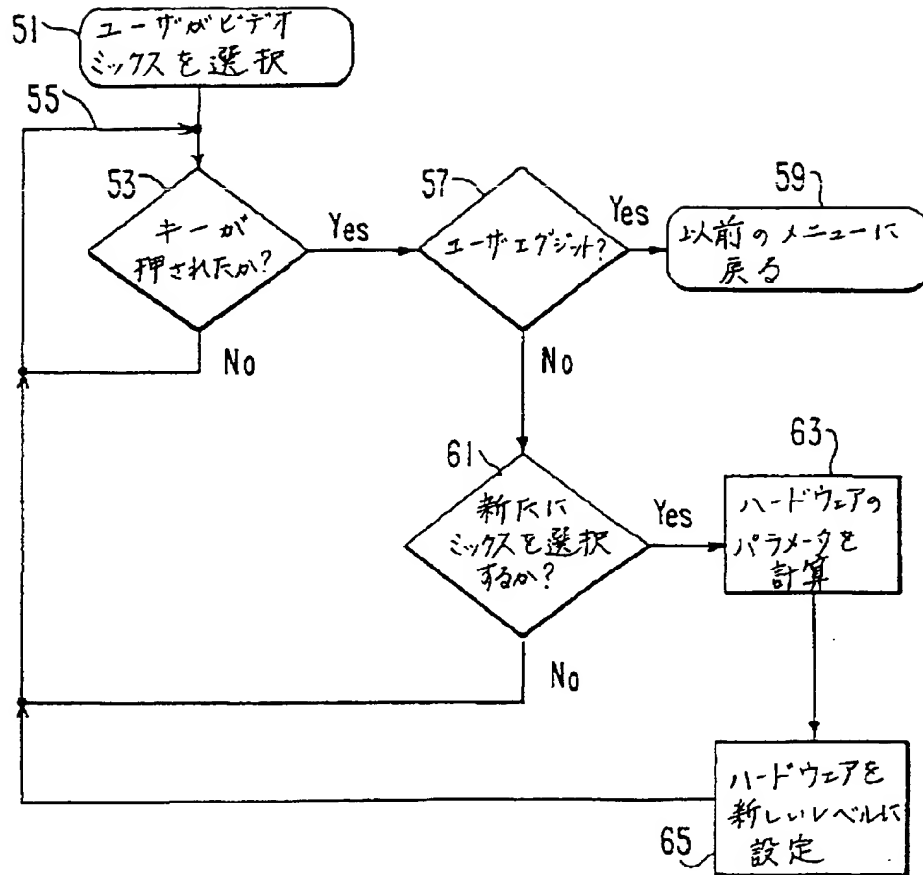 51
ユーザがビデオ
ミックスを選択
55
53
キーが
押されたか?
Yes
No
57
ユーザエグジット?
Yes
No
59
以前のメニューに
戻る
61
新たに
ミックスを選択
するか?
Yes
No
63
ハードウェアの
パラメータを
計算
ハードウェアを
新しいレベルに
設定
65